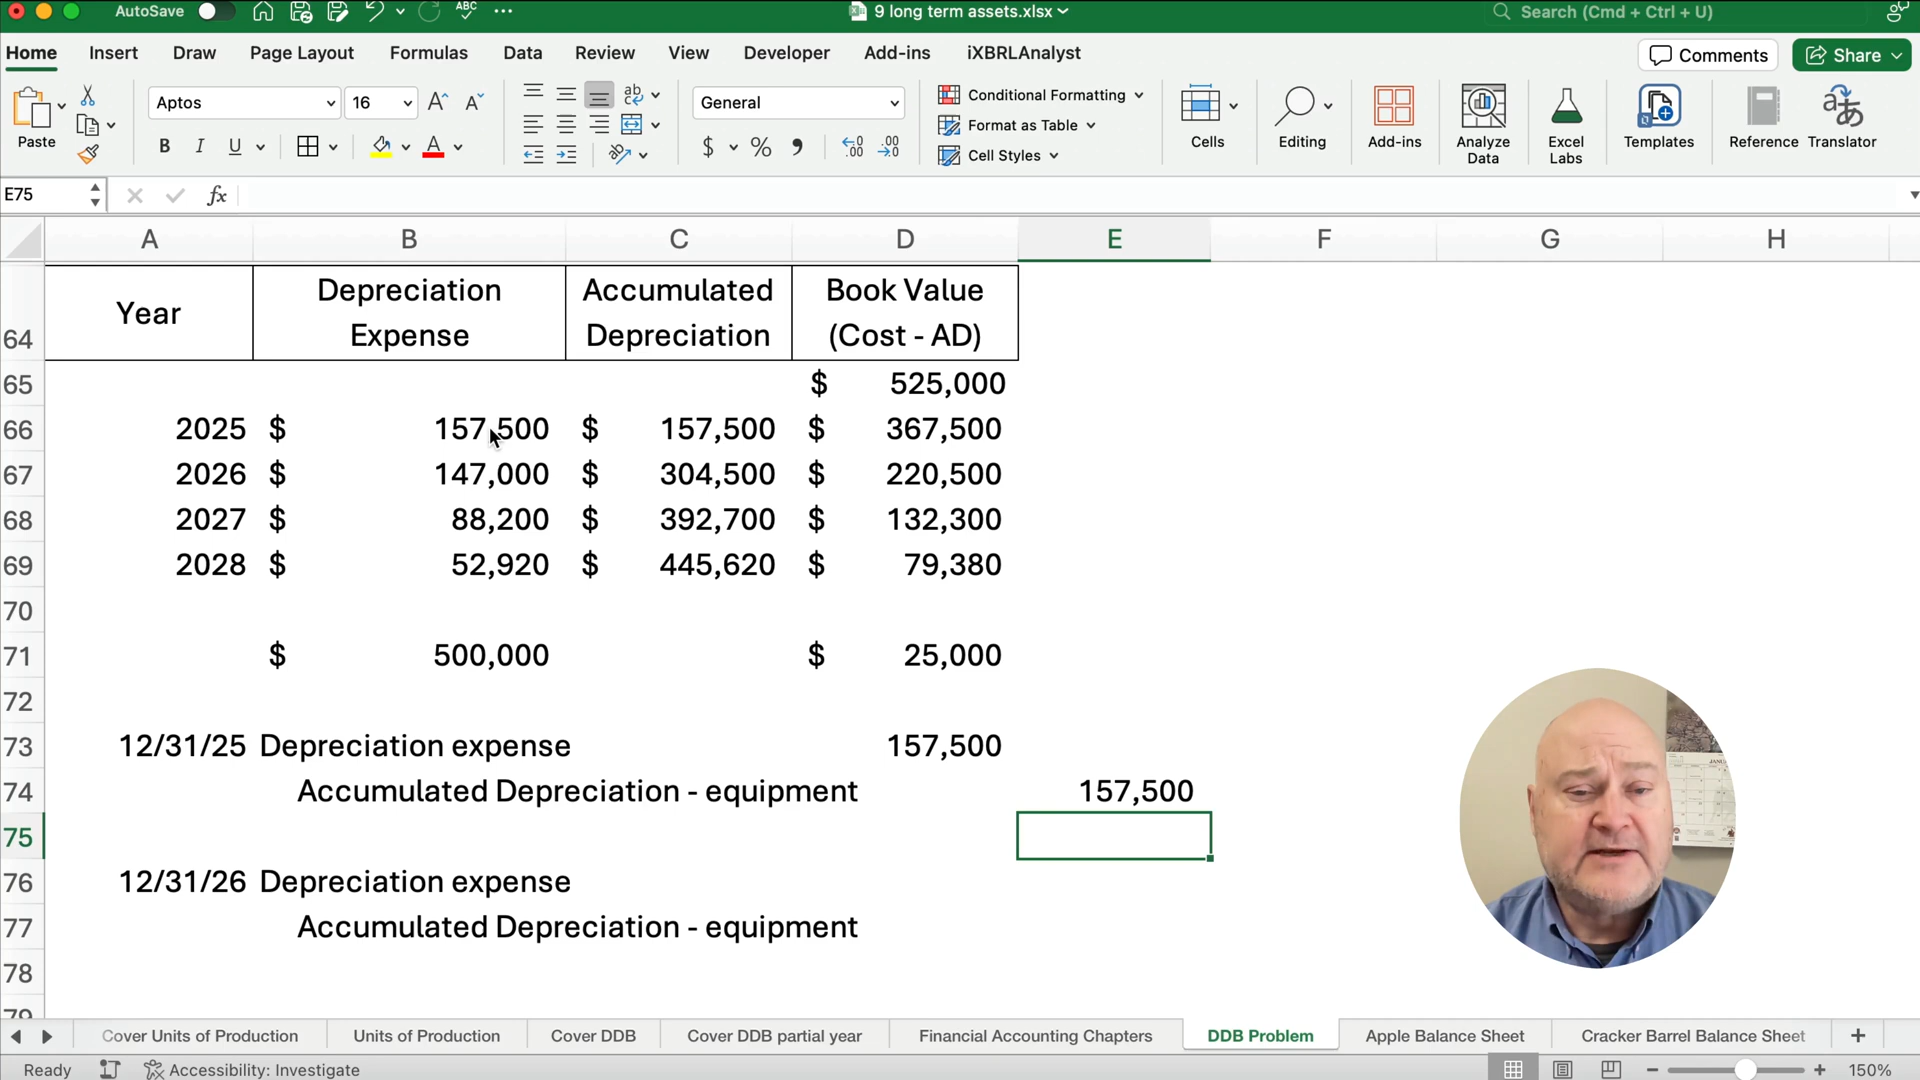 AutoSave
ABC
9 long term assets.xlsx
Search (Cmd + Ctrl + U)
Home Insert Draw Page Layout Formulas Data Review View Developer Add-ins iXBRLAnalyst
Comments Share
Paste
Aptos 16
B I U A
ab
General
$ % 9
Conditional Formatting
Format as Table
Cell Styles
Cells
Editing
Add-ins
Analyze Data
Excel Labs
Templates
Reference
Translator
E75 fx
A B C D E F G H
64 Year Depreciation Expense Accumulated Depreciation Book Value (Cost - AD)
65 $ 525,000
66 2025 $ 157,500 $ 157,500 $ 367,500
67 2026 $ 147,000 $ 304,500 $ 220,500
68 2027 $ 88,200 $ 392,700 $ 132,300
69 2028 $ 52,920 $ 445,620 $ 79,380
70
71 $ 500,000 $ 25,000
72
73 12/31/25 Depreciation expense 157,500
74 Accumulated Depreciation - equipment 157,500
75
76 12/31/26 Depreciation expense
77 Accumulated Depreciation - equipment
78
79
Cover Units of Production Units of Production Cover DDB Cover DDB partial year Financial Accounting Chapters DDB Problem Apple Balance Sheet Cracker Barrel Balance Sheet
Ready Accessibility: Investigate 150%